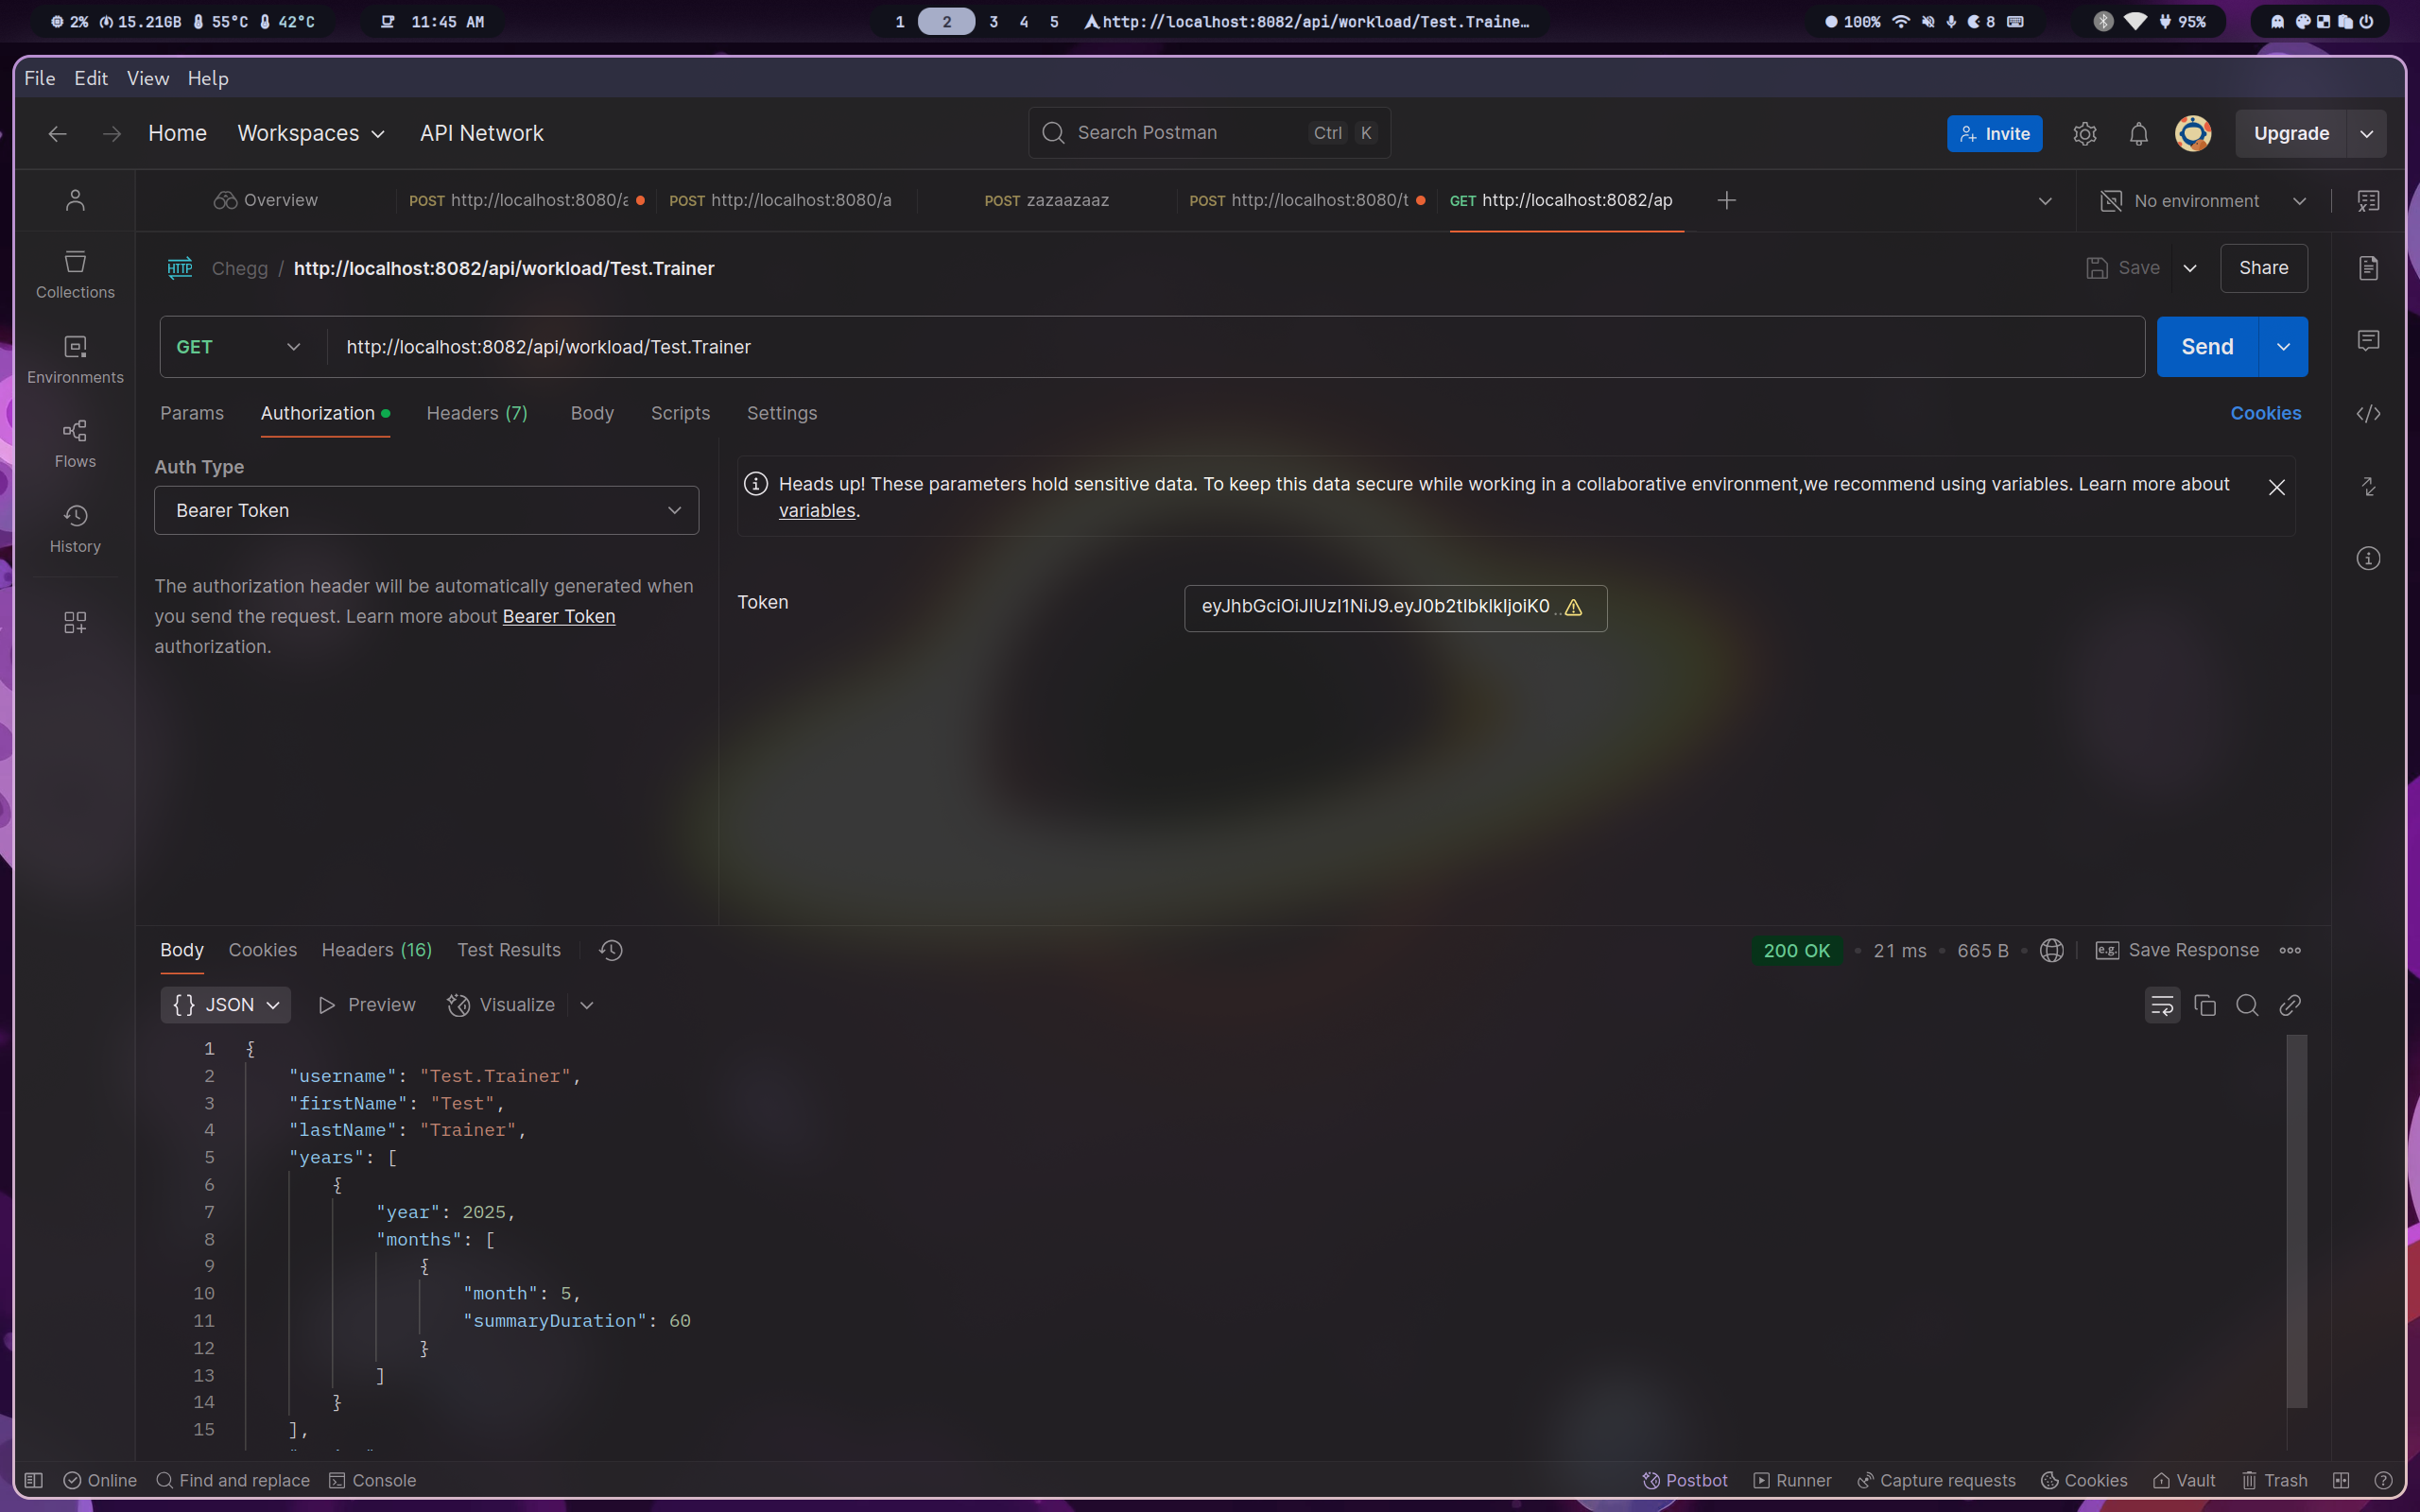 2% 15.21GB 55°C 42°C 11:45 AM 1 2 3 4 5 http://localhost:8082/api/workload/Test.Traine… 100% 8 95%
File Edit View Help
Home Workspaces API Network Search Postman Ctrl K Invite Upgrade
Overview POST http://localhost:8080/a POST http://localhost:8080/a POST zazaazaaz POST http://localhost:8080/t GET http://localhost:8082/ap No environment
HTTP Chegg / http://localhost:8082/api/workload/Test.Trainer Save Share
Collections
GET http://localhost:8082/api/workload/Test.Trainer Send
Environments
Params Authorization Headers (7) Body Scripts Settings Cookies
Flows
History
Auth Type
Bearer Token
Heads up! These parameters hold sensitive data. To keep this data secure while working in a collaborative environment,we recommend using variables. Learn more about
variables.
The authorization header will be automatically generated when
you send the request. Learn more about Bearer Token
authorization.
Token eyJhbGciOiJIUzI1NiJ9.eyJ0b2tlbklkIjoiK0 ..
Body Cookies Headers (16) Test Results 200 OK 21 ms 665 B e.g. Save Response
{} JSON Preview Visualize
1 {
2 "username": "Test.Trainer",
3 "firstName": "Test",
4 "lastName": "Trainer",
5 "years": [
6 {
7 "year": 2025,
8 "months": [
9 {
10 "month": 5,
11 "summaryDuration": 60
12 }
13 ]
14 }
15 ],
Online Find and replace Console Postbot Runner Capture requests Cookies Vault Trash